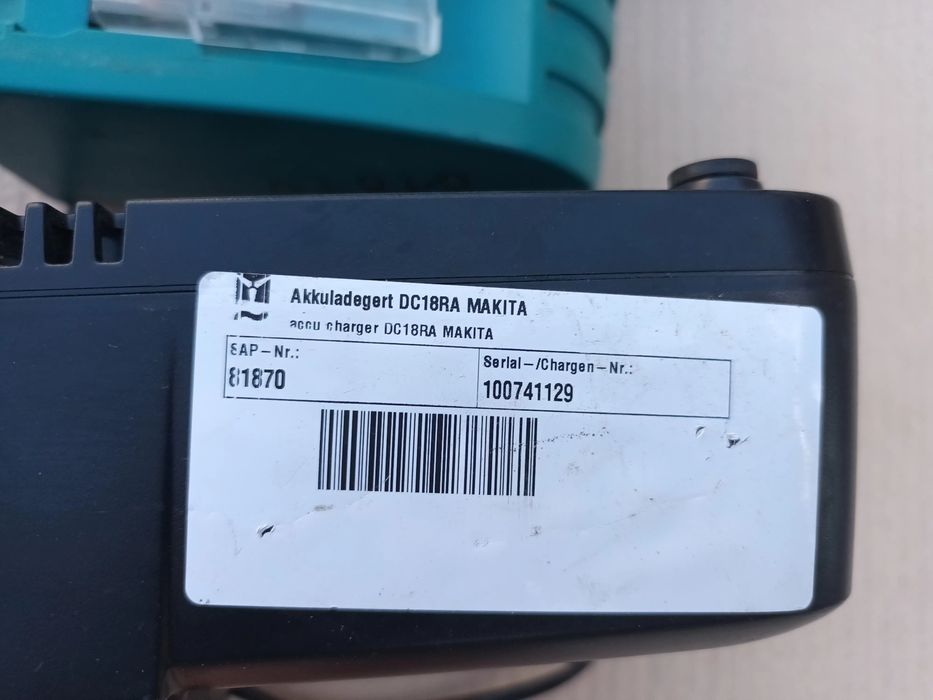 Akkuladegert DC18RA MAKITA
accu charger DC18RA MAKITA
SAP-Nr.:
81870
Serial-/Chargen-Nr.:
100741129